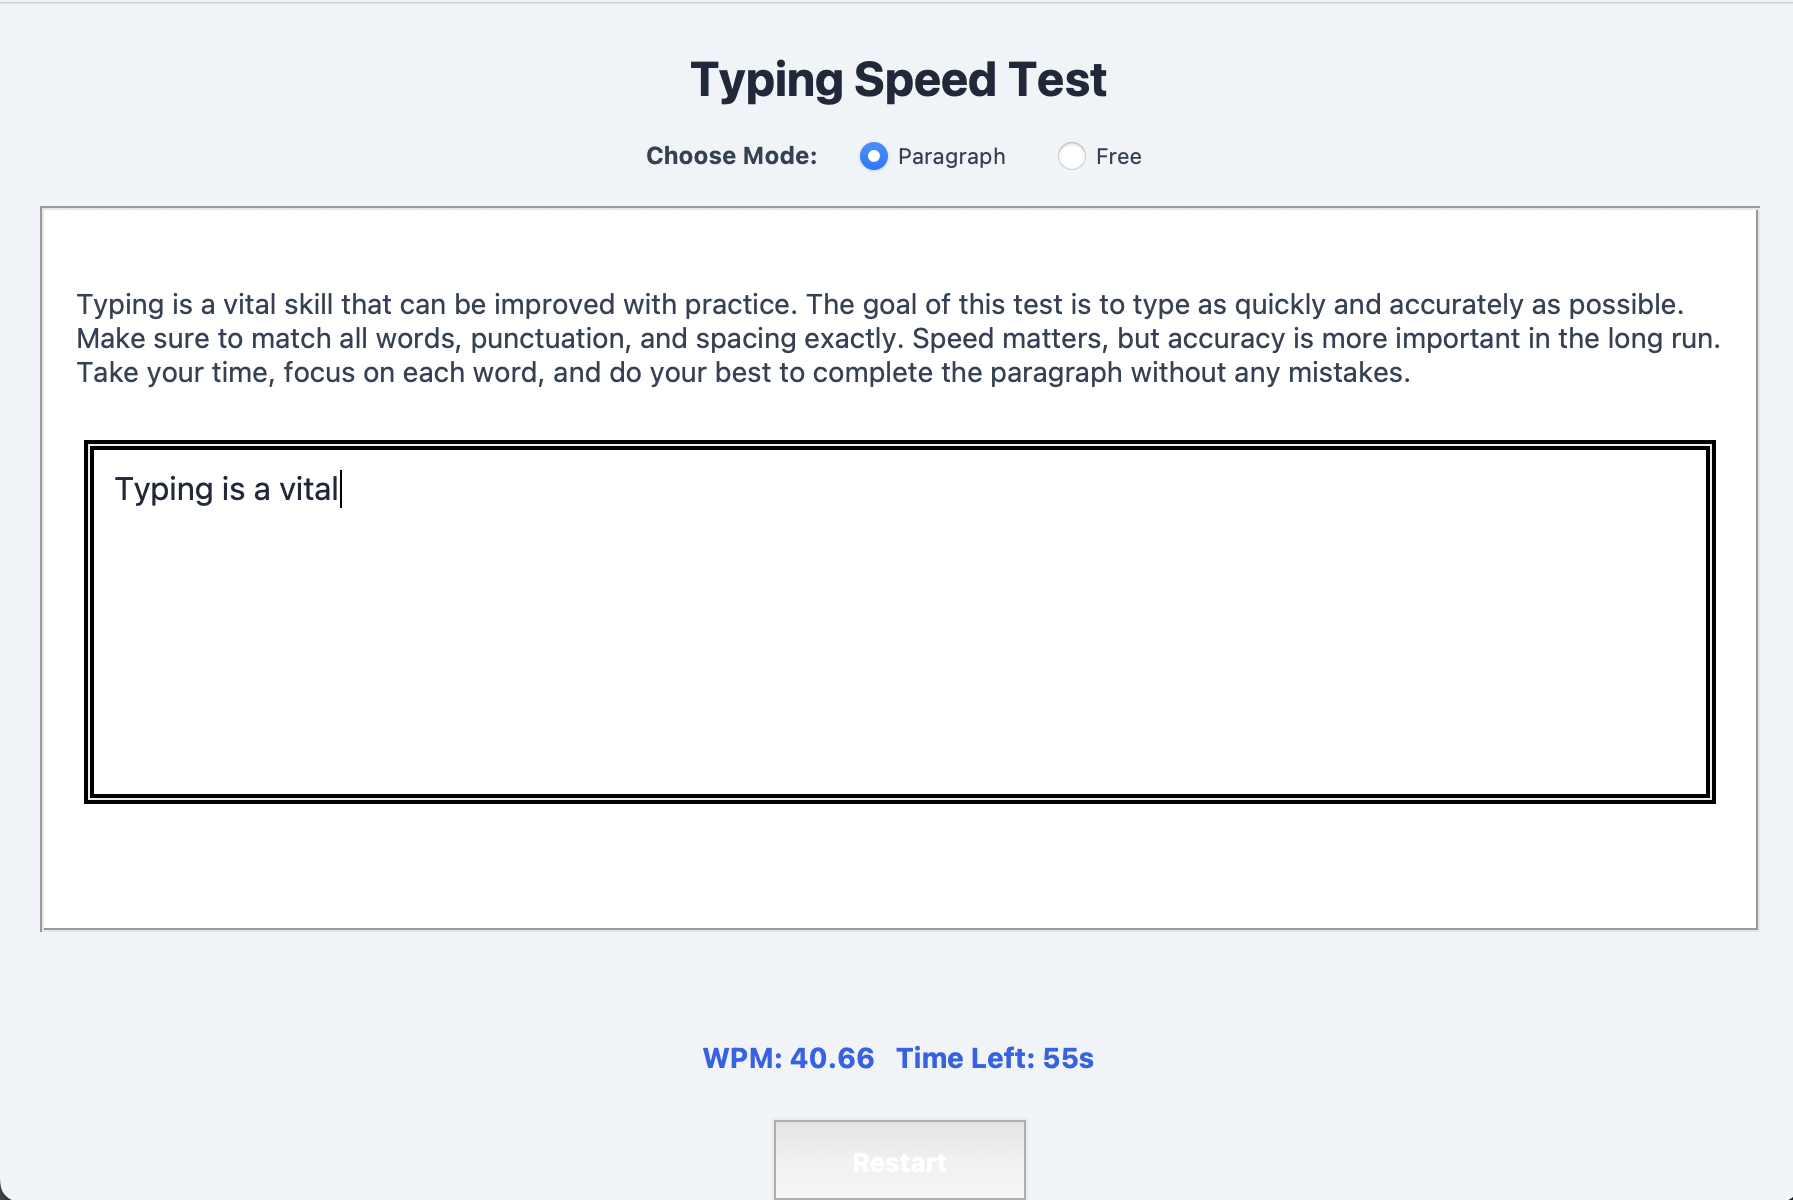 Typing Speed Test
Choose Mode: Paragraph Free
Typing is a vital skill that can be improved with practice. The goal of this test is to type as quickly and accurately as possible.
Make sure to match all words, punctuation, and spacing exactly. Speed matters, but accuracy is more important in the long run.
Take your time, focus on each word, and do your best to complete the paragraph without any mistakes.
Typing is a vital
WPM: 40.66 Time Left: 55s
Restart